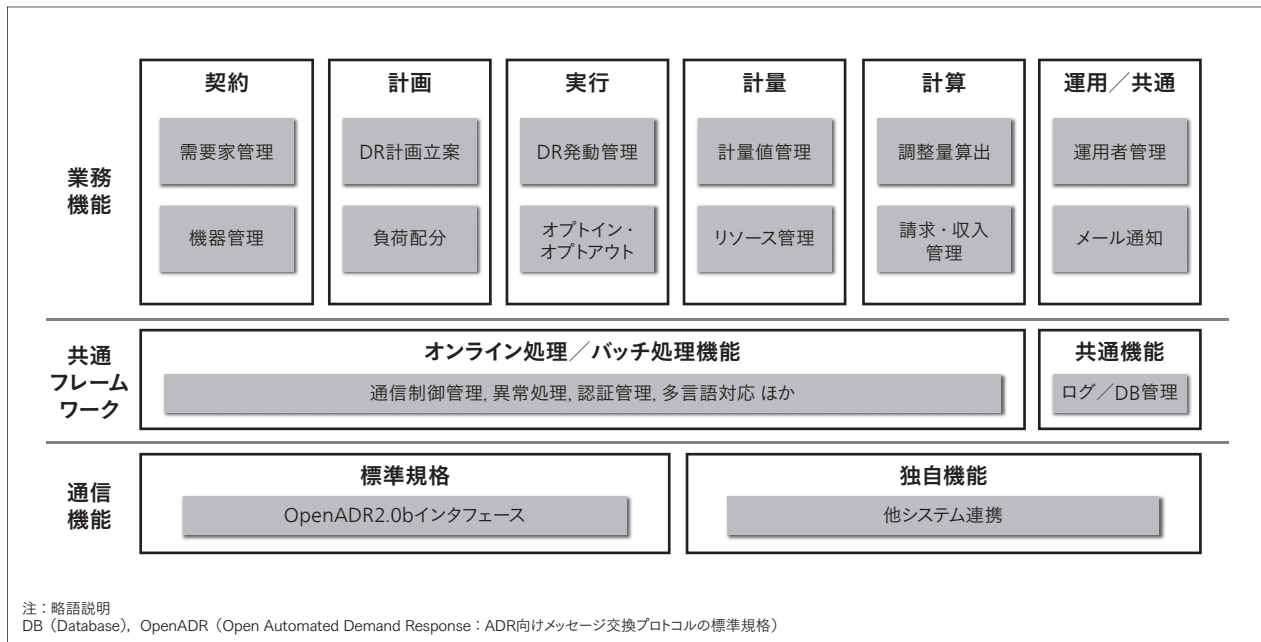 契約
計画
実行
計量
計算
運用／共通
業務
機能
需要家管理
DR計画立案
DR発動管理
計量値管理
調整量算出
運用者管理
機器管理
負荷配分
オプトイン・
オプトアウト
リソース管理
請求・収入
管理
メール通知
共通
フレーム
ワーク
オンライン処理／バッチ処理機能
通信制御管理, 異常処理, 認証管理, 多言語対応 ほか
共通機能
ログ／DB管理
通信
機能
標準規格
OpenADR2.0bインタフェース
独自機能
他システム連携
注：略語説明
DB（Database），OpenADR（Open Automated Demand Response：ADR向けメッセージ交換プロトコルの標準規格）